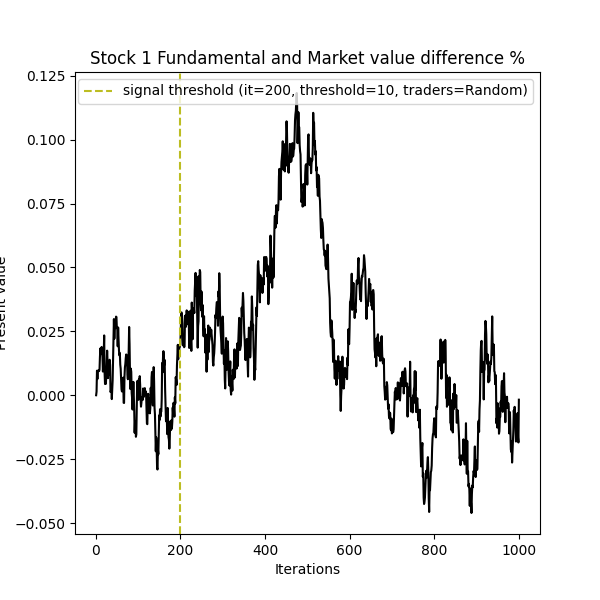 Stock 1 Fundamental and Market value difference %
signal threshold (it=200, threshold=10, traders=Random)
0.125
0.100
0.075
0.050
0.025
0.000
−0.025
−0.050
Present value
0 200 400 600 800 1000
Iterations